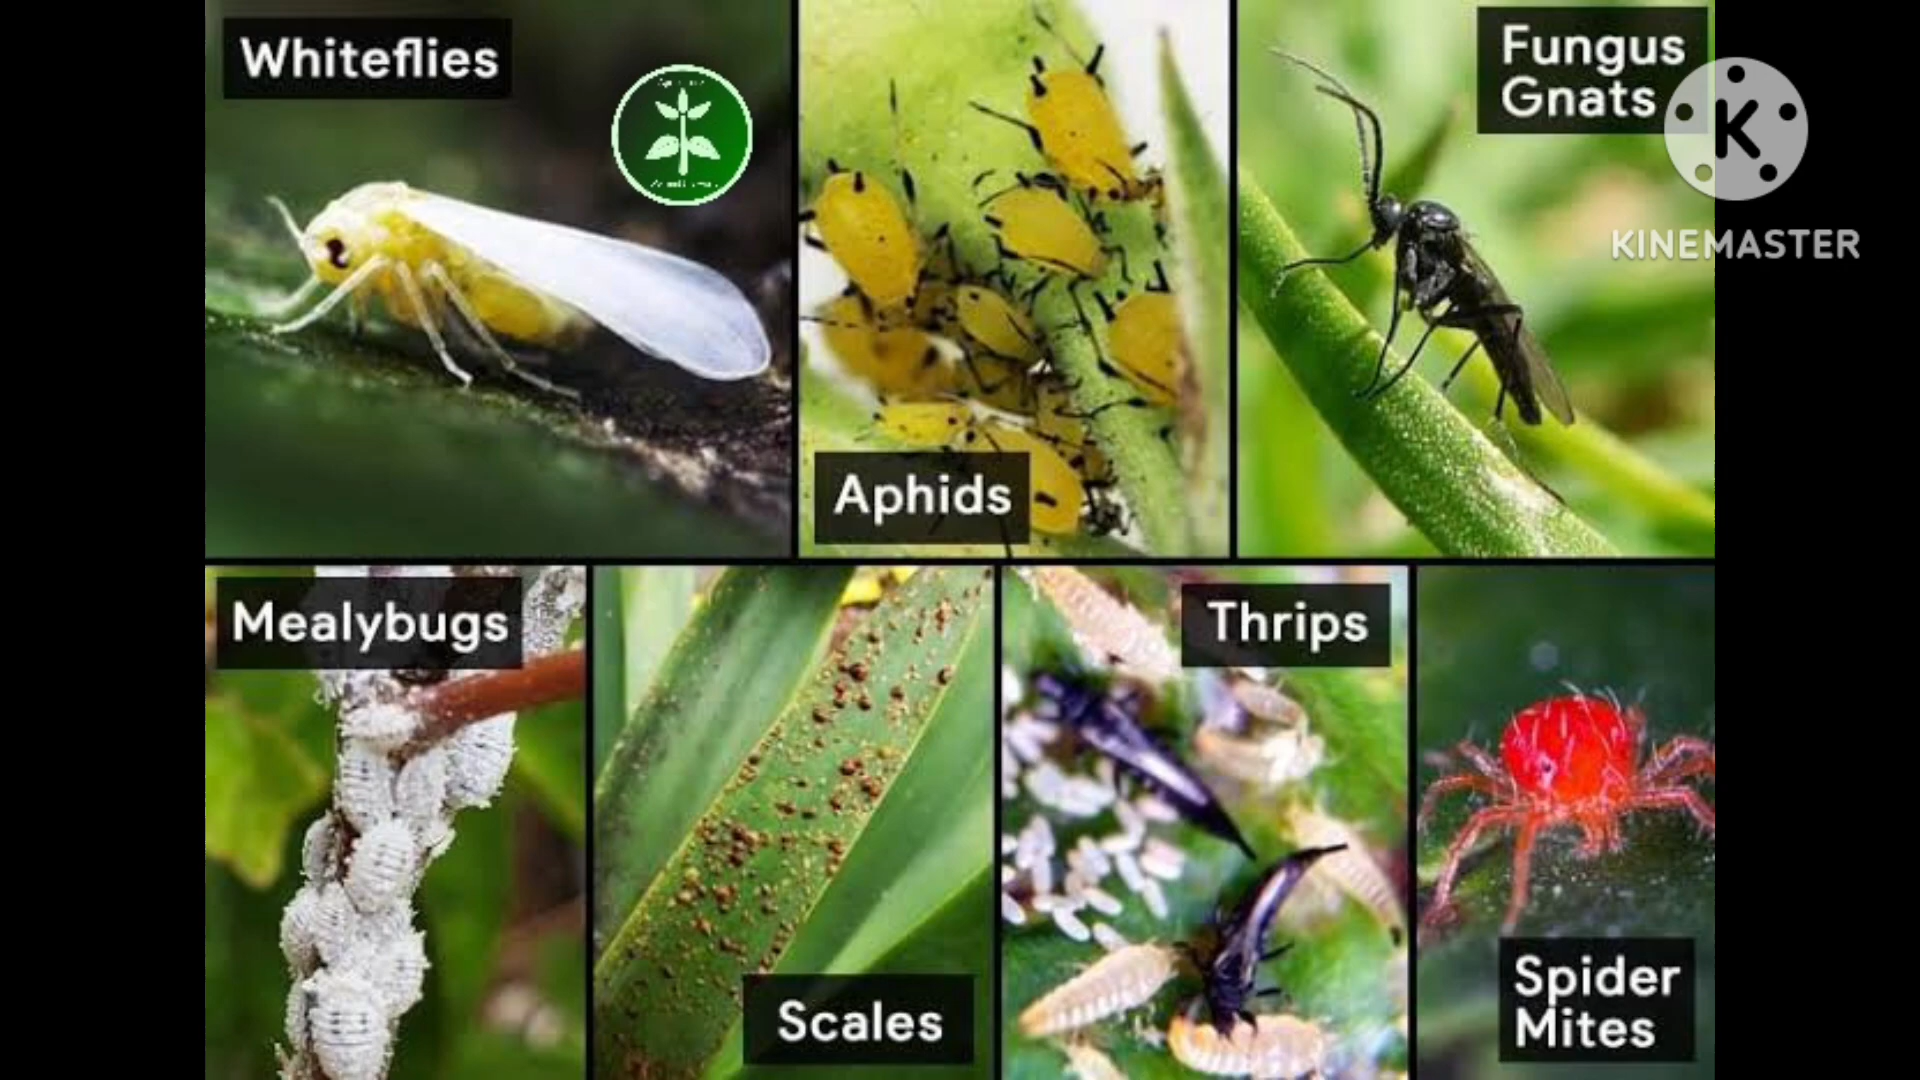 Whiteflies
Aphids
Fungus
Gnats
K
KINEMASTER
Mealybugs
Scales
Thrips
Spider
Mites